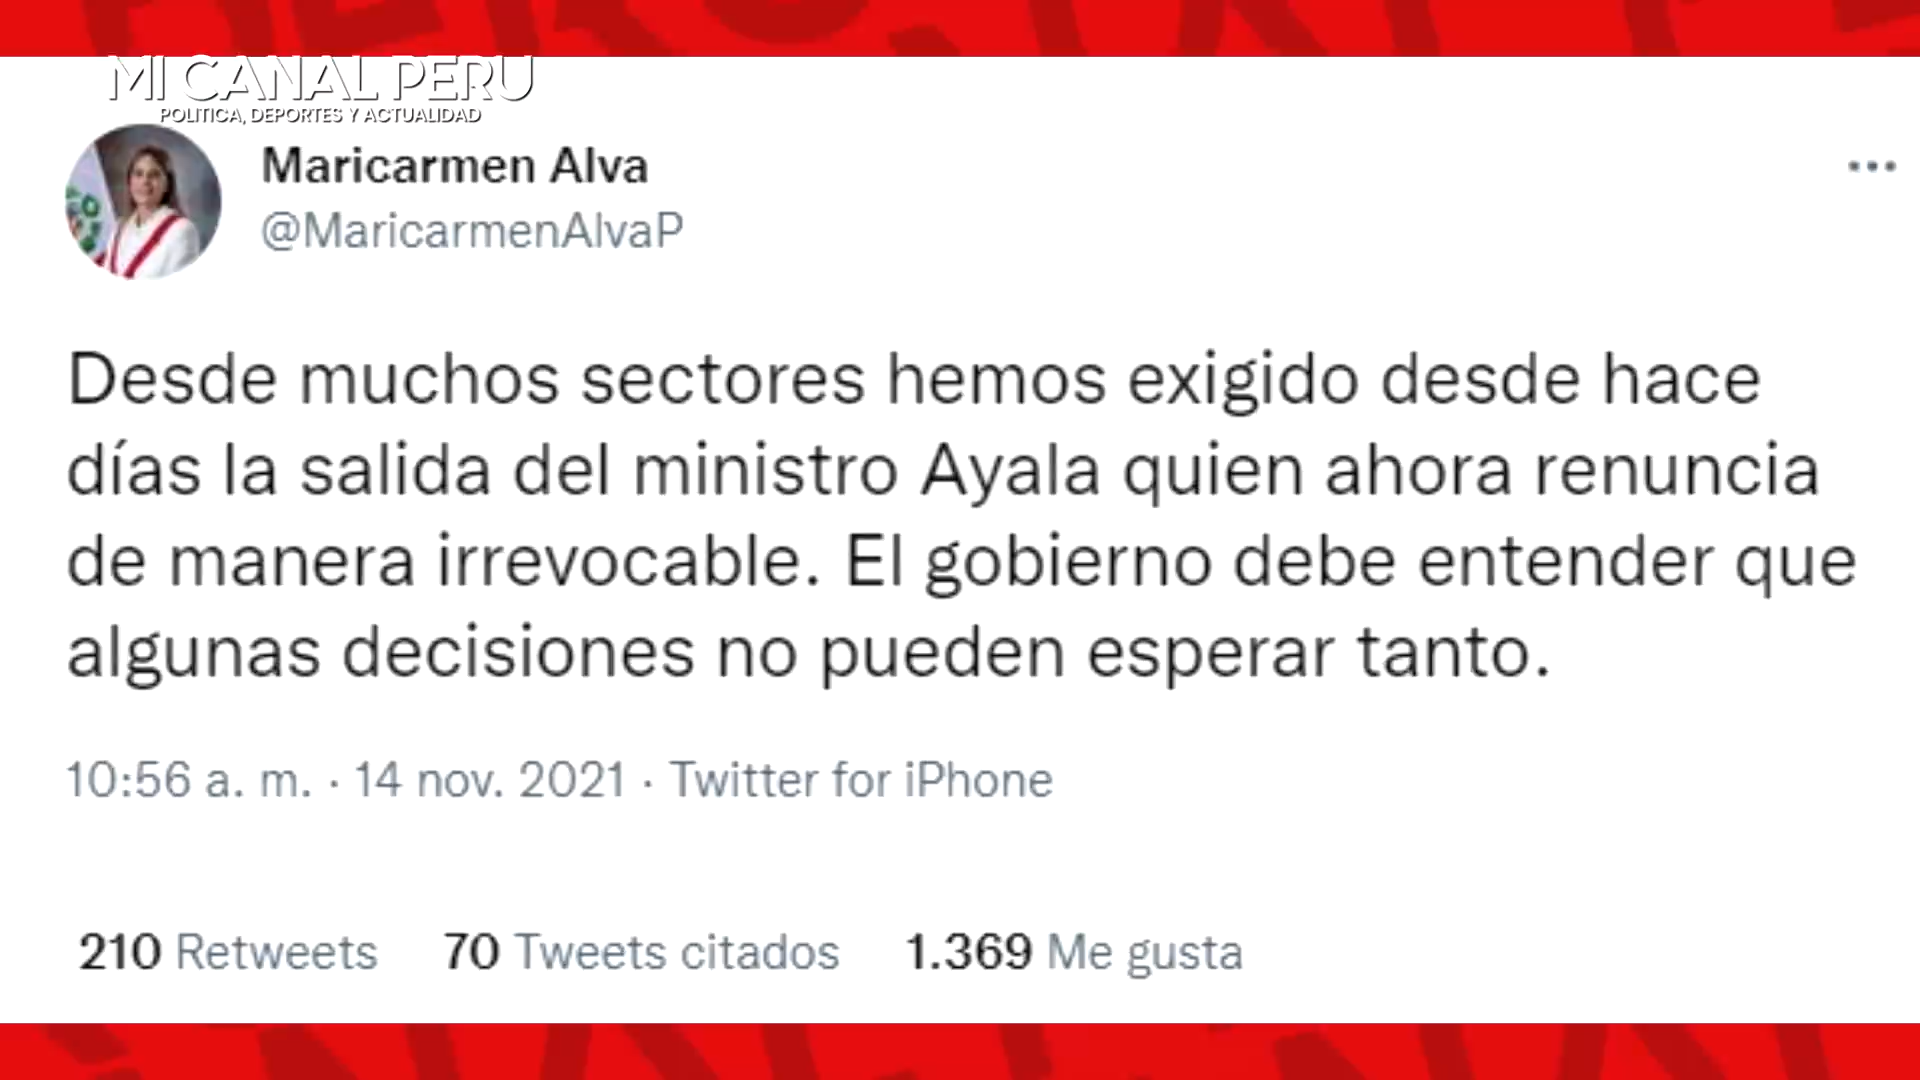 MI CANAL PERU
POLITICA, DEPORTES Y ACTUALIDAD
Maricarmen Alva
@MaricarmenAlvaP
Desde muchos sectores hemos exigido desde hace
días la salida del ministro Ayala quien ahora renuncia
de manera irrevocable. El gobierno debe entender que
algunas decisiones no pueden esperar tanto.
10:56 a. m. · 14 nov. 2021 · Twitter for iPhone
210 Retweets 70 Tweets citados 1.369 Me gusta